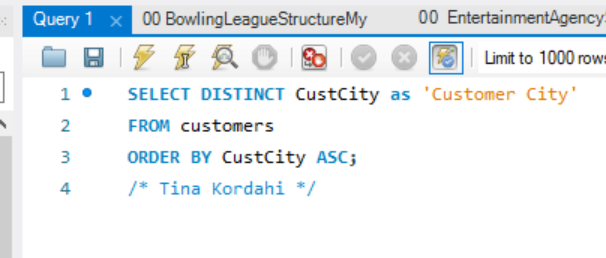 Query 1 × 00 BowlingLeagueStructureMy 00 EntertainmentAgency
Limit to 1000 rows
1 SELECT DISTINCT CustCity as 'Customer City'
2 FROM customers
3 ORDER BY CustCity ASC;
4 /* Tina Kordahi */